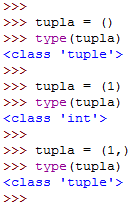 >>>
>>> tupla = ()
>>> type(tupla)
<class 'tuple'>
>>>
>>> tupla = (1)
>>> type(tupla)
<class 'int'>
>>>
>>> tupla = (1,)
>>> type(tupla)
<class 'tuple'>
>>>